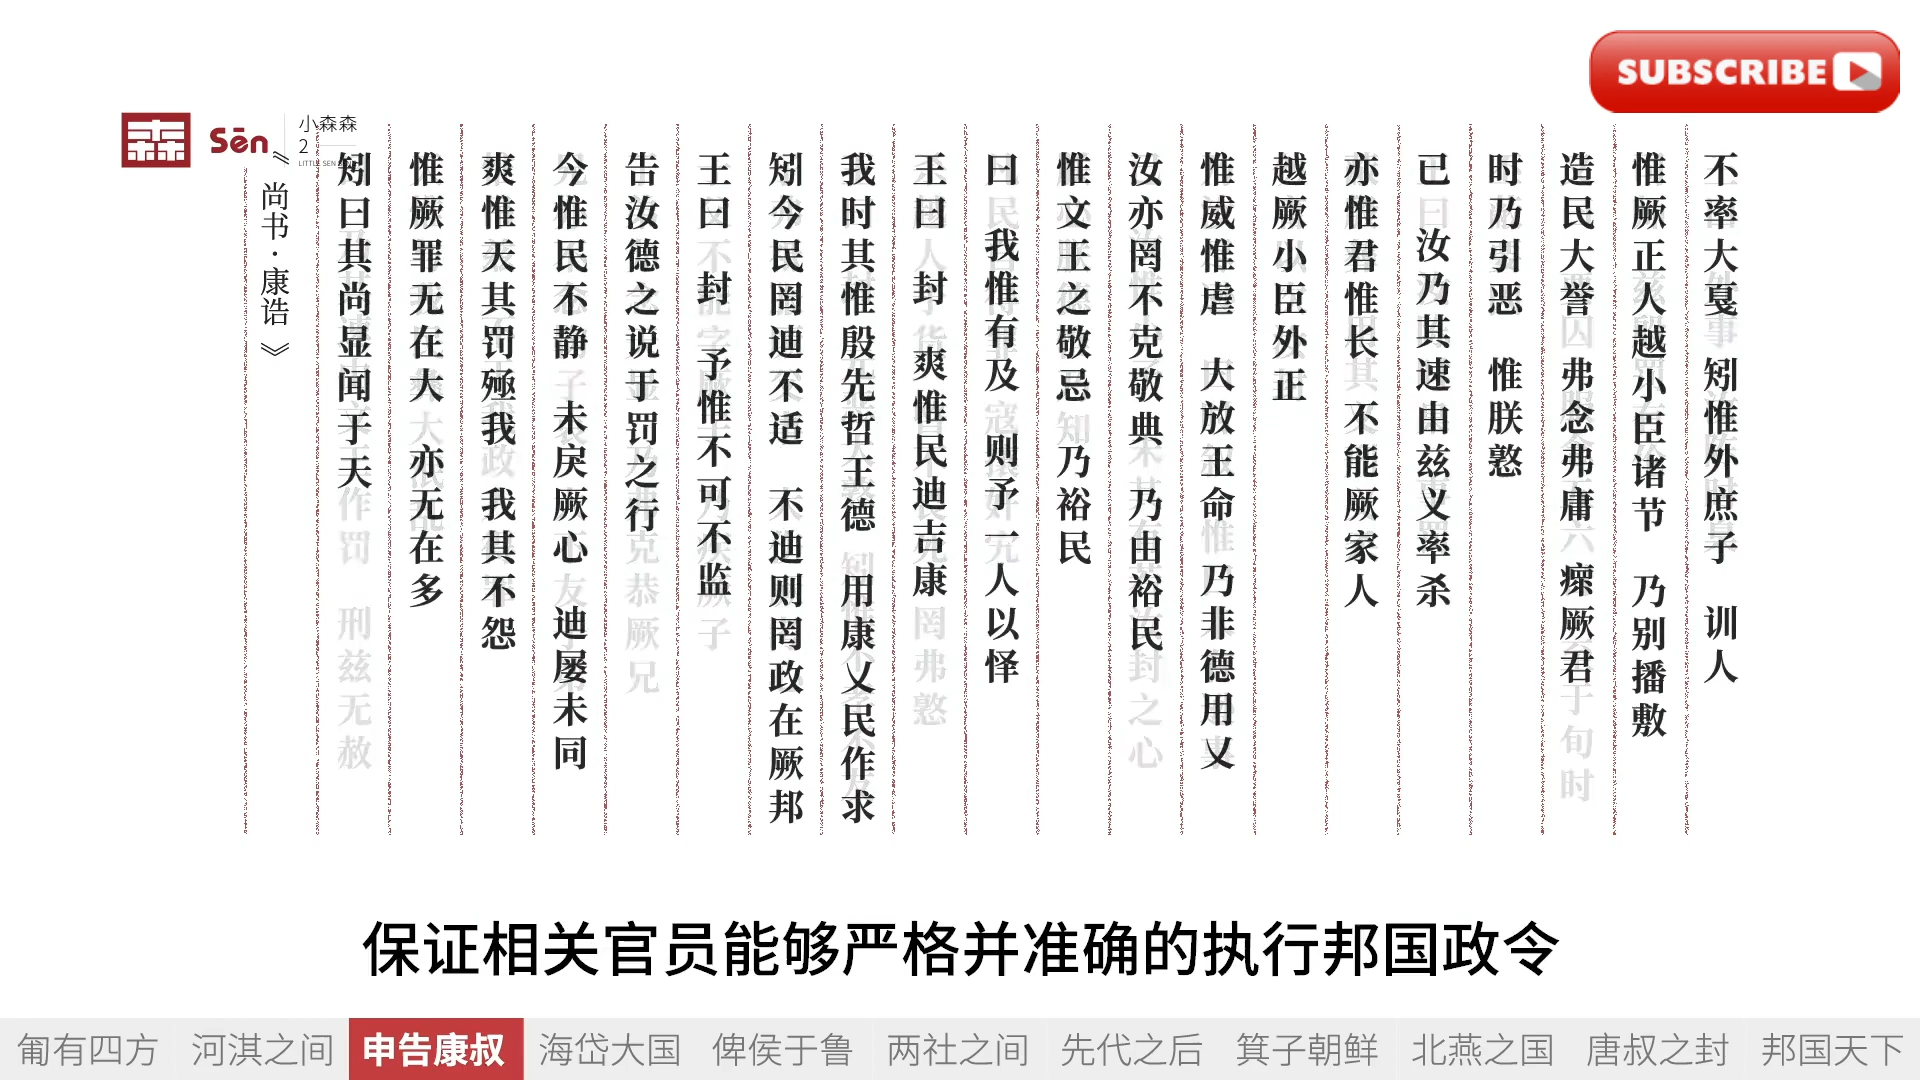 SUBSCRIBE
森 Sēn 小森森2
LITTLE SEN SEN
不率大戛 矧惟外庶子 训人
惟厥正人越小臣诸节 乃别播敷
造民大誉 弗念弗庸 瘝厥君
时乃引恶 惟朕憝
已 汝乃其速由兹义率杀
亦惟君惟长 不能厥家人
越厥小臣外正
惟威惟虐 大放王命 乃非德用乂
汝亦罔不克敬典 乃由裕民
惟文王之敬忌 乃裕民
曰 我惟有及 则予一人以怿
王曰 封 爽惟民迪吉康
我时其惟殷先哲王德 用康乂民作求
矧今民罔迪不适 不迪则罔政在厥邦
王曰 封 予惟不可不监
告汝德之说于罚之行
今惟民不静 未戾厥心 迪屡未同
爽惟天其罚殛我 我其不怨
惟厥罪无在大 亦无在多
矧曰其尚显闻于天
《尚书·康诰》
保证相关官员能够严格并准确的执行邦国政令
匍有四方 河淇之间 申告康叔 海岱大国 俾侯于鲁 两社之间 先代之后 箕子朝鲜 北燕之国 唐叔之封 邦国天下